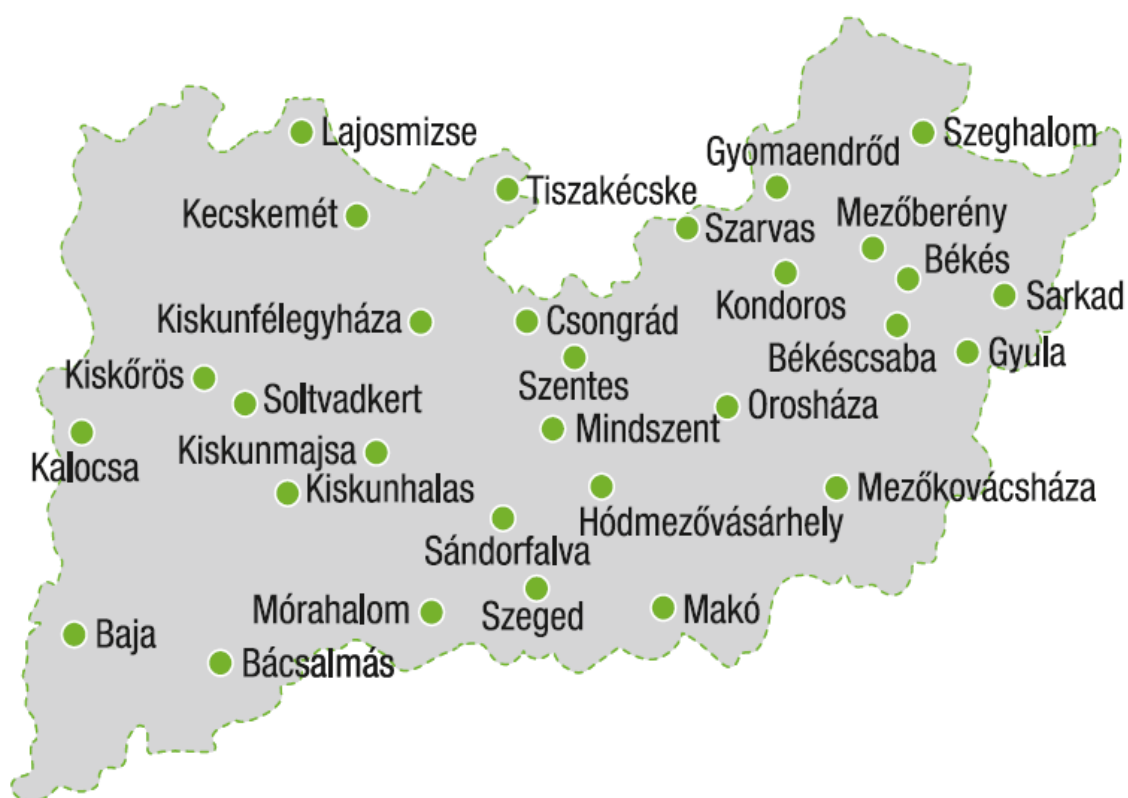 Lajosmizse
Szeghalom
Gyomaendrőd
Tiszakécske
Kecskemét
Mezőberény
Szarvas
Békés
Sarkad
Kondoros
Kiskunfélegyháza
Csongrád
Békéscsaba
Gyula
Kiskőrös
Szentes
Soltvadkert
Orosháza
Mindszent
Kiskunmajsa
Kalocsa
Kiskunhalas
Mezőkovácsháza
Hódmezővásárhely
Sándorfalva
Mórahalom
Szeged
Makó
Baja
Bácsalmás